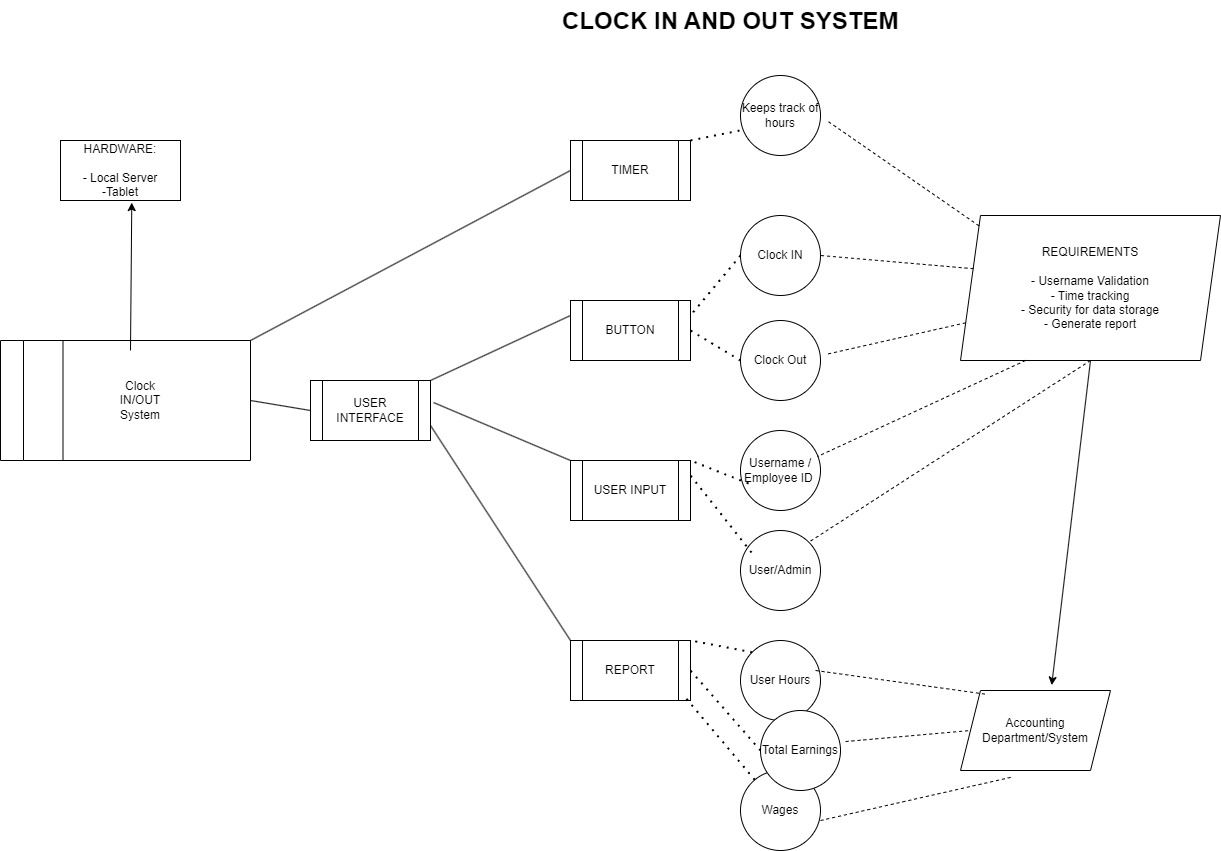 CLOCK IN AND OUT SYSTEM
HARDWARE:
- Local Server
-Tablet
Clock
IN/OUT
System
USER
INTERFACE
TIMER
BUTTON
USER INPUT
REPORT
Keeps track of
hours
Clock IN
Clock Out
Username /
Employee ID
User/Admin
User Hours
Total Earnings
Wages
REQUIREMENTS
- Username Validation
- Time tracking
- Security for data storage
- Generate report
Accounting
Department/System